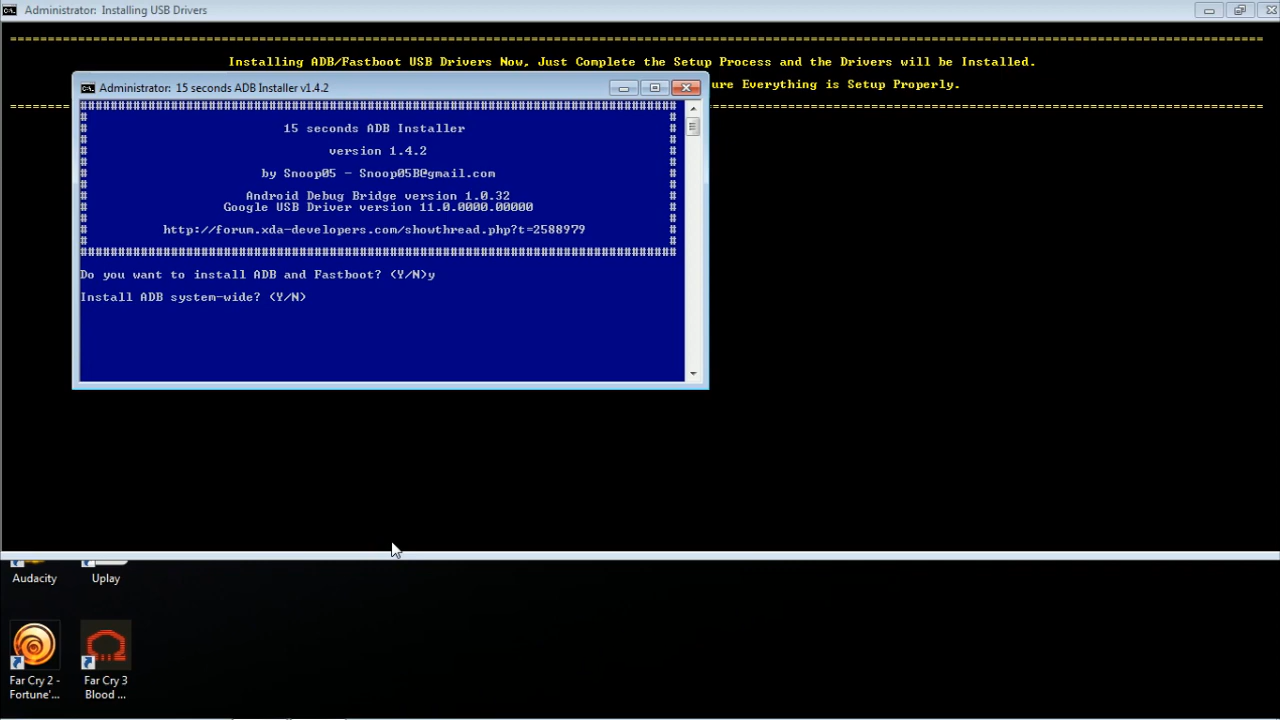 Administrator: Installing USB Drivers
================================================================
Installing ADB/Fastboot USB Drivers Now, Just Complete the Setup Process and the Drivers will be Installed.
ure Everything is Setup Properly.
Administrator: 15 seconds ADB Installer v1.4.2
###############################################################################
# 15 seconds ADB Installer #
# version 1.4.2 #
# by Snoop05 - Snoop05B@gmail.com #
# Android Debug Bridge version 1.0.32 #
# Google USB Driver version 11.0.0000.00000 #
# http://forum.xda-developers.com/showthread.php?t=2588979 #
###############################################################################
Do you want to install ADB and Fastboot? (Y/N)y
Install ADB system-wide? (Y/N)
Audacity
Uplay
Far Cry 2 -
Fortune'...
Far Cry 3
Blood ...